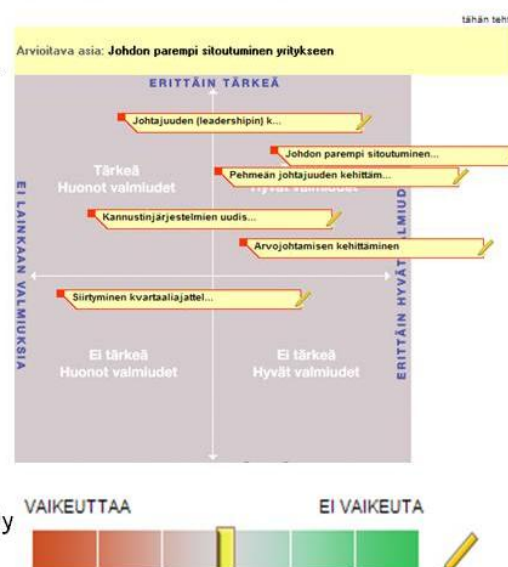 tähän teht
Arvioitava asia: Johdon parempi sitoutuminen yritykseen
ERITTÄIN TÄRKEÄ
Johtajuuden (leadershipin) k...
Johdon parempi sitoutuminen...
Tärkeä
Huonot valmiudet
Pehmeän johtajuuden kehittäm...
Hyvät valmiudet
Kannustinjärjestelmien uudis...
Arvojohtamisen kehittäminen
EI LAINKAAN VALMIUKSIA
ERITTÄIN HYVÄT VALMIUD
Siirtyminen kvartaaliajattel...
Ei tärkeä
Huonot valmiudet
Ei tärkeä
Hyvät valmiudet
VAIKEUTTAA
EI VAIKEUTA
y